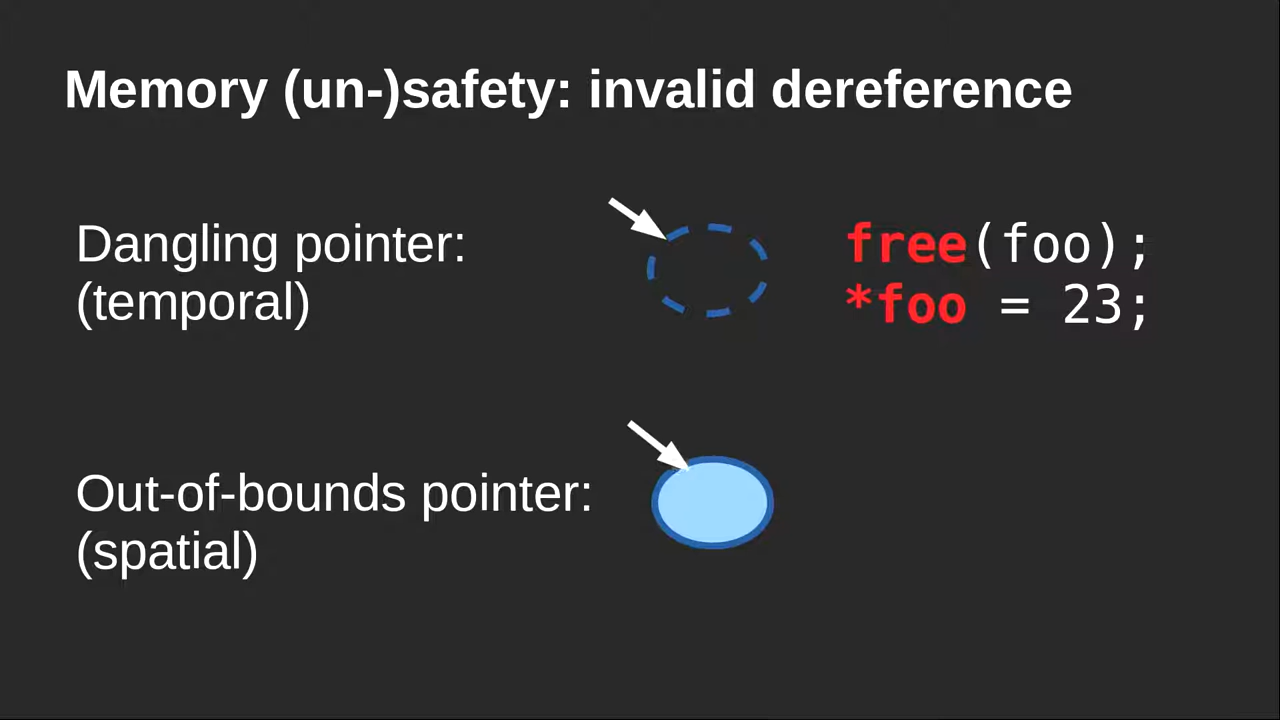 Memory (un-)safety: invalid dereference
Dangling pointer:
(temporal)
free(foo);
*foo = 23;
Out-of-bounds pointer:
(spatial)